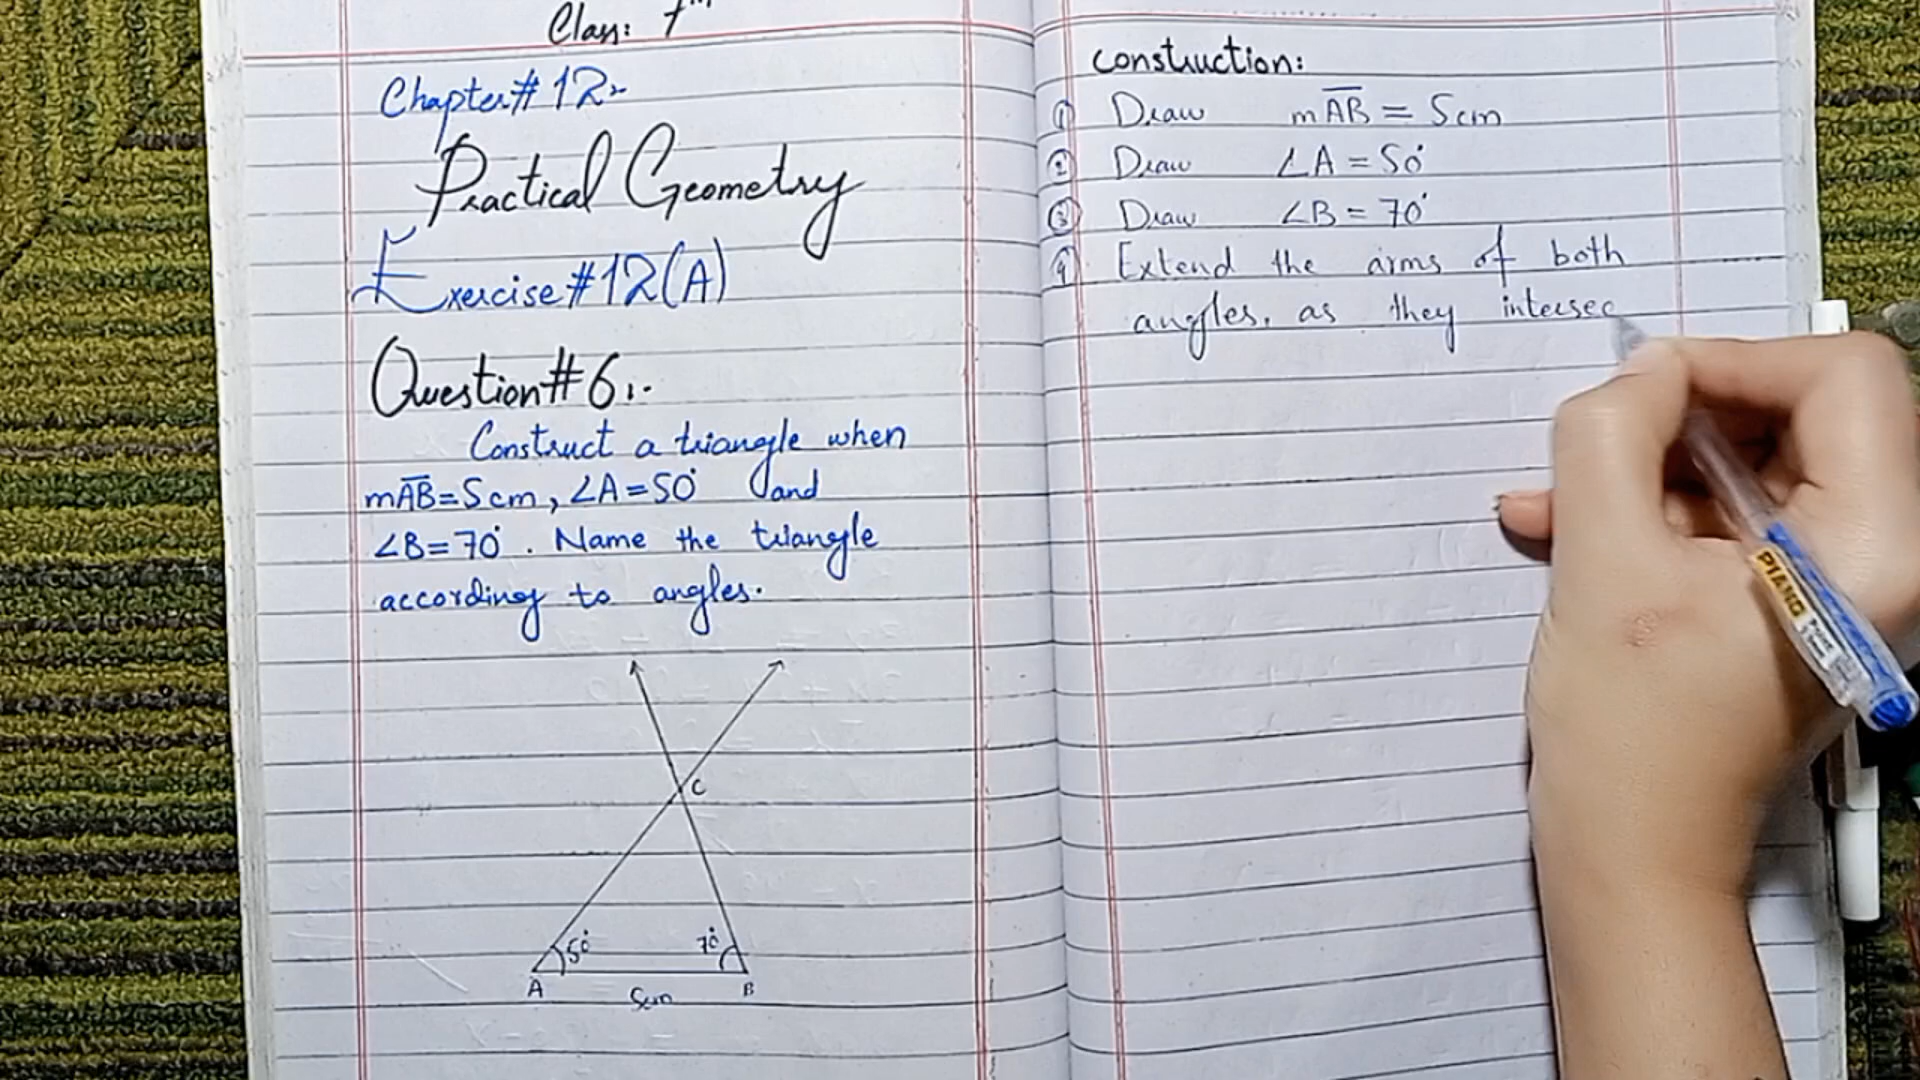 Class: 7th
Chapter# 12:-
Practical Geometry
Exercise#12(A)
Question#6:-
Construct a triangle when
mAB=5cm, ∠A=50° and
∠B=70°. Name the triangle
according to angles.
C
50°
70°
A
B
5cm
construction:
① Draw mAB = 5cm
② Draw ∠A = 50°
③ Draw ∠B = 70°
④ Extend the arms of both
angles, as they intersec
PIANO